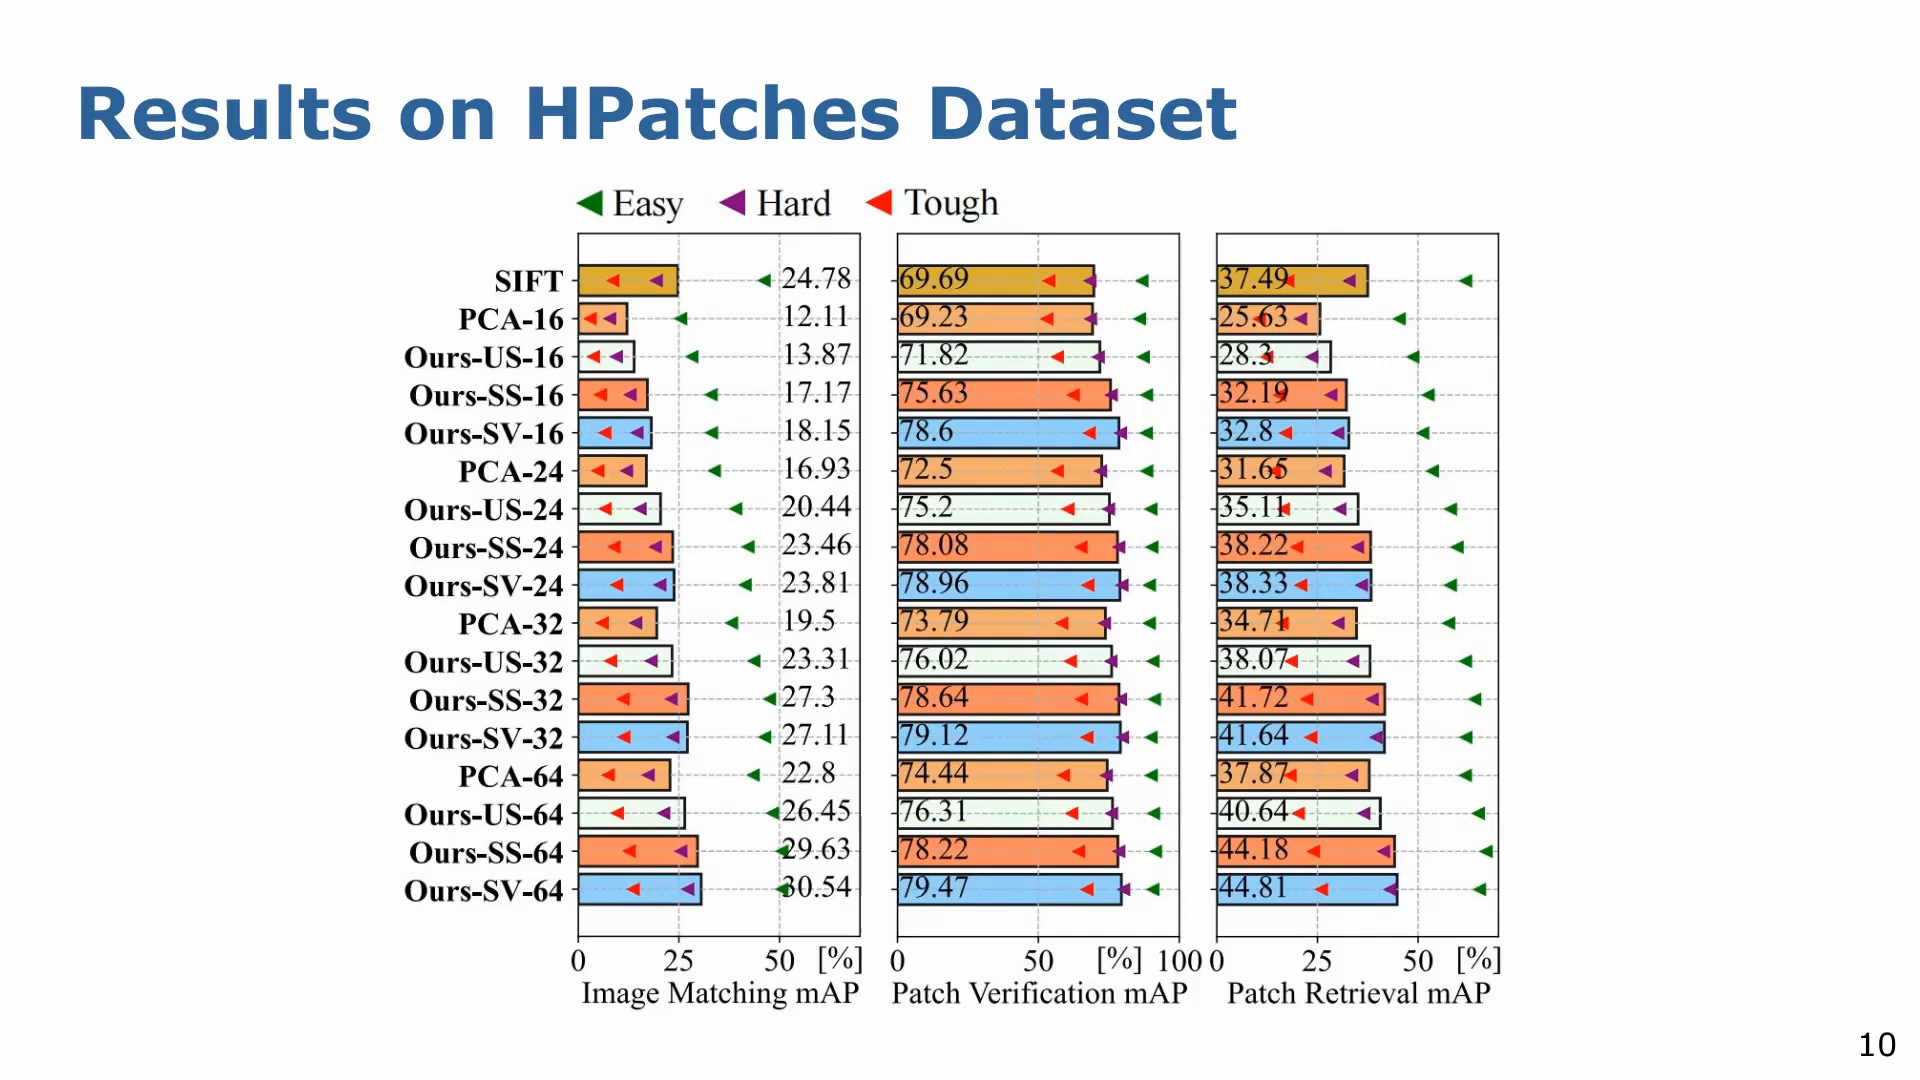 Results on HPatches Dataset
Easy Hard Tough
SIFT 24.78 69.69 37.49
PCA-16 12.11 69.23 25.63
Ours-US-16 13.87 71.82 28.3
Ours-SS-16 17.17 75.63 32.19
Ours-SV-16 18.15 78.6 32.8
PCA-24 16.93 72.5 31.65
Ours-US-24 20.44 75.2 35.11
Ours-SS-24 23.46 78.08 38.22
Ours-SV-24 23.81 78.96 38.33
PCA-32 19.5 73.79 34.71
Ours-US-32 23.31 76.02 38.07
Ours-SS-32 27.3 78.64 41.72
Ours-SV-32 27.11 79.12 41.64
PCA-64 22.8 74.44 37.87
Ours-US-64 26.45 76.31 40.64
Ours-SS-64 29.63 78.22 44.18
Ours-SV-64 30.54 79.47 44.81
0 25 50 [%] 0 50 [%] 100 0 25 50 [%]
Image Matching mAP Patch Verification mAP Patch Retrieval mAP
10